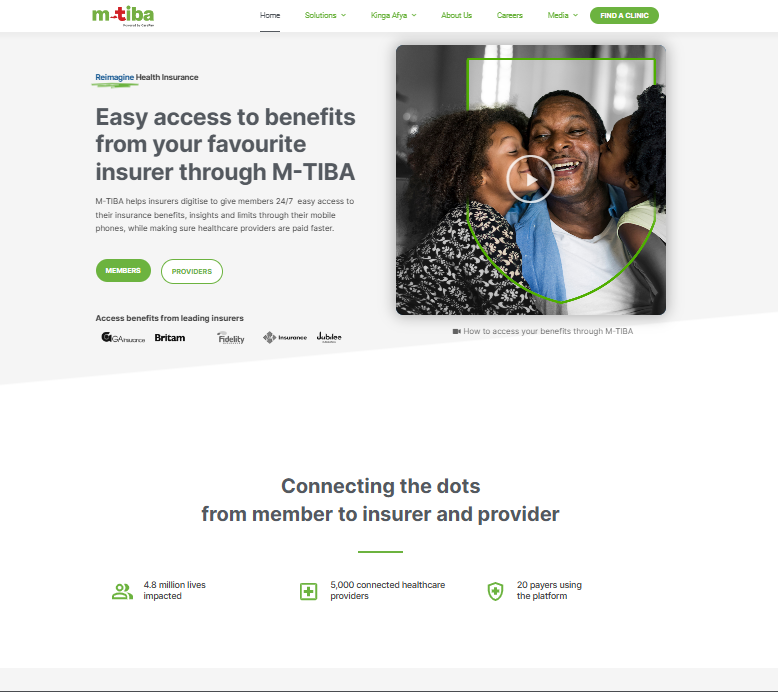 m-tiba
Powered by CarePay
Home
Solutions
Kinga Afya
About Us
Careers
Media
FIND A CLINIC
Reimagine Health Insurance
Easy access to benefits
from your favourite
insurer through M-TIBA
M-TIBA helps insurers digitise to give members 24/7 easy access to
their insurance benefits, insights and limits through their mobile
phones, while making sure healthcare providers are paid faster.
MEMBERS
PROVIDERS
Access benefits from leading insurers
GA Insurance
Britam
Fidelity
Insurance
Jubilee
How to access your benefits through M-TIBA
Connecting the dots
from member to insurer and provider
4.8 million lives
impacted
5,000 connected healthcare
providers
20 payers using
the platform